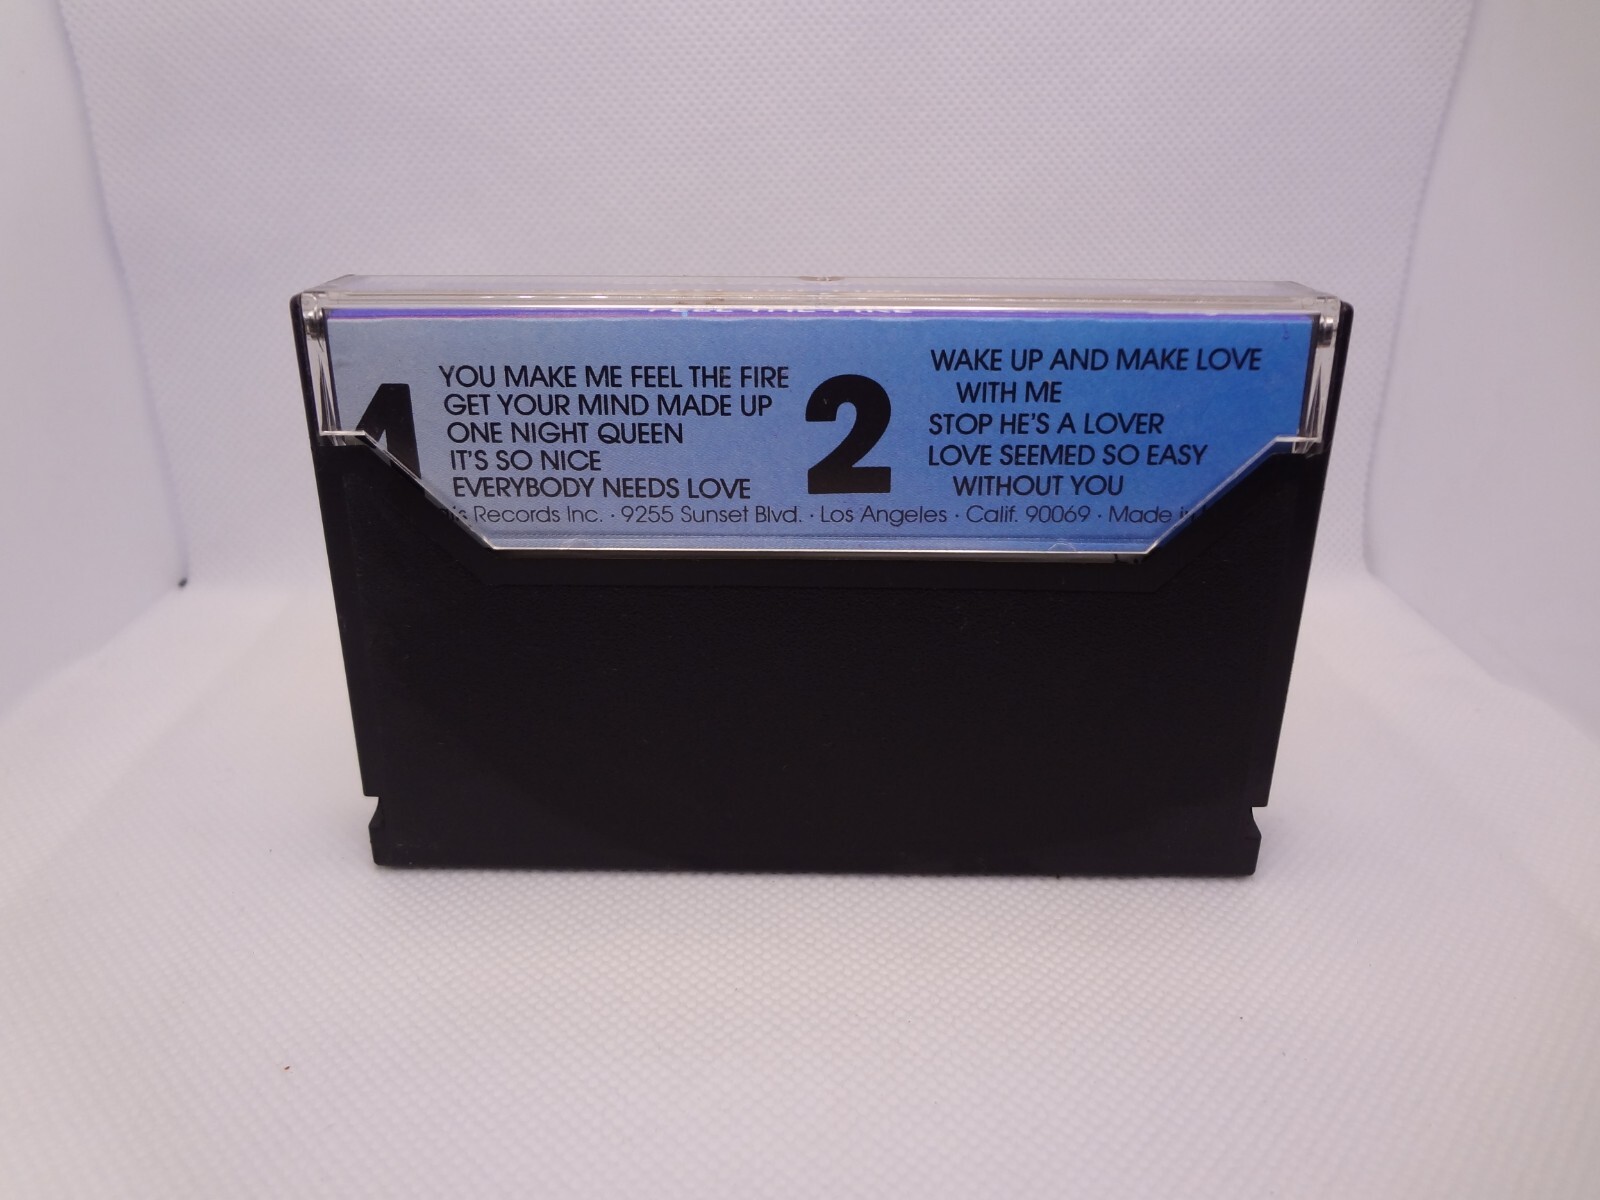 1
YOU MAKE ME FEEL THE FIRE
GET YOUR MIND MADE UP
ONE NIGHT QUEEN
IT'S SO NICE
EVERYBODY NEEDS LOVE
2
WAKE UP AND MAKE LOVE
WITH ME
STOP HE'S A LOVER
LOVE SEEMED SO EASY
WITHOUT YOU
Records Inc. · 9255 Sunset Blvd. · Los Angeles · Calif. 90069 · Made